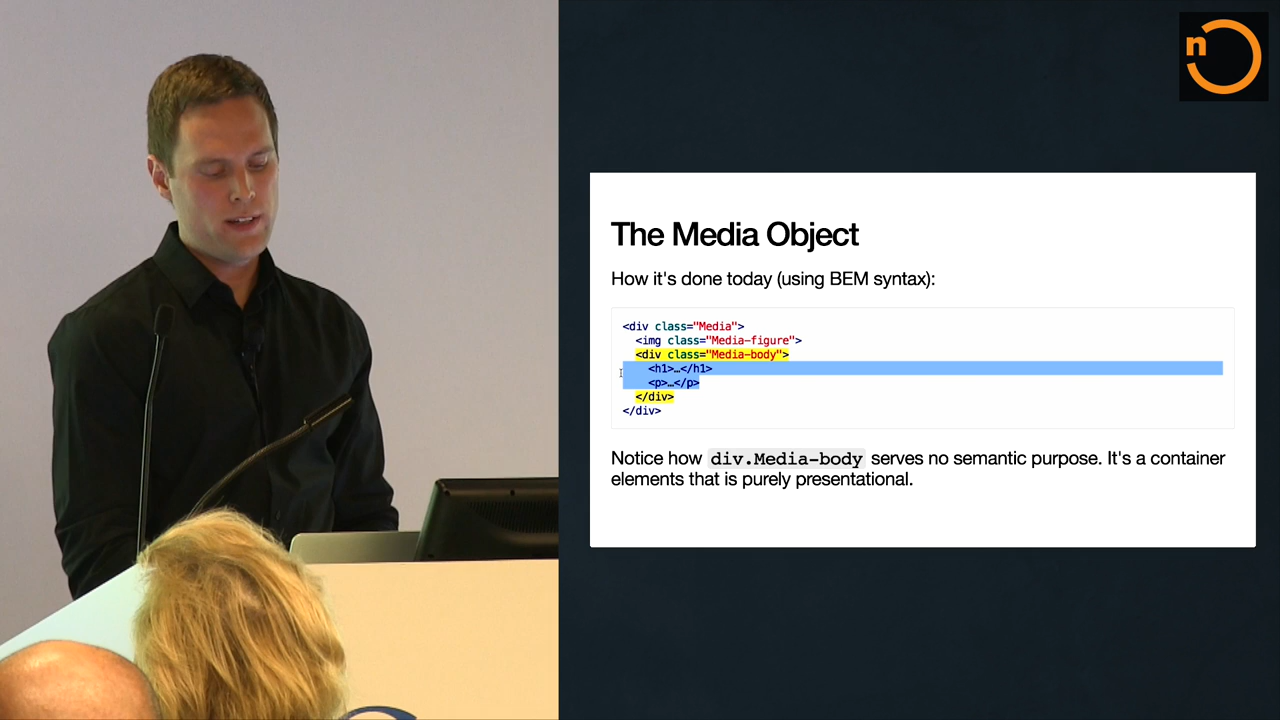 n
The Media Object
How it's done today (using BEM syntax):
<div class="Media">
<img class="Media-figure">
<div class="Media-body">
<h1>…</h1>
<p>…</p>
</div>
</div>
Notice how div.Media-body serves no semantic purpose. It's a container
elements that is purely presentational.